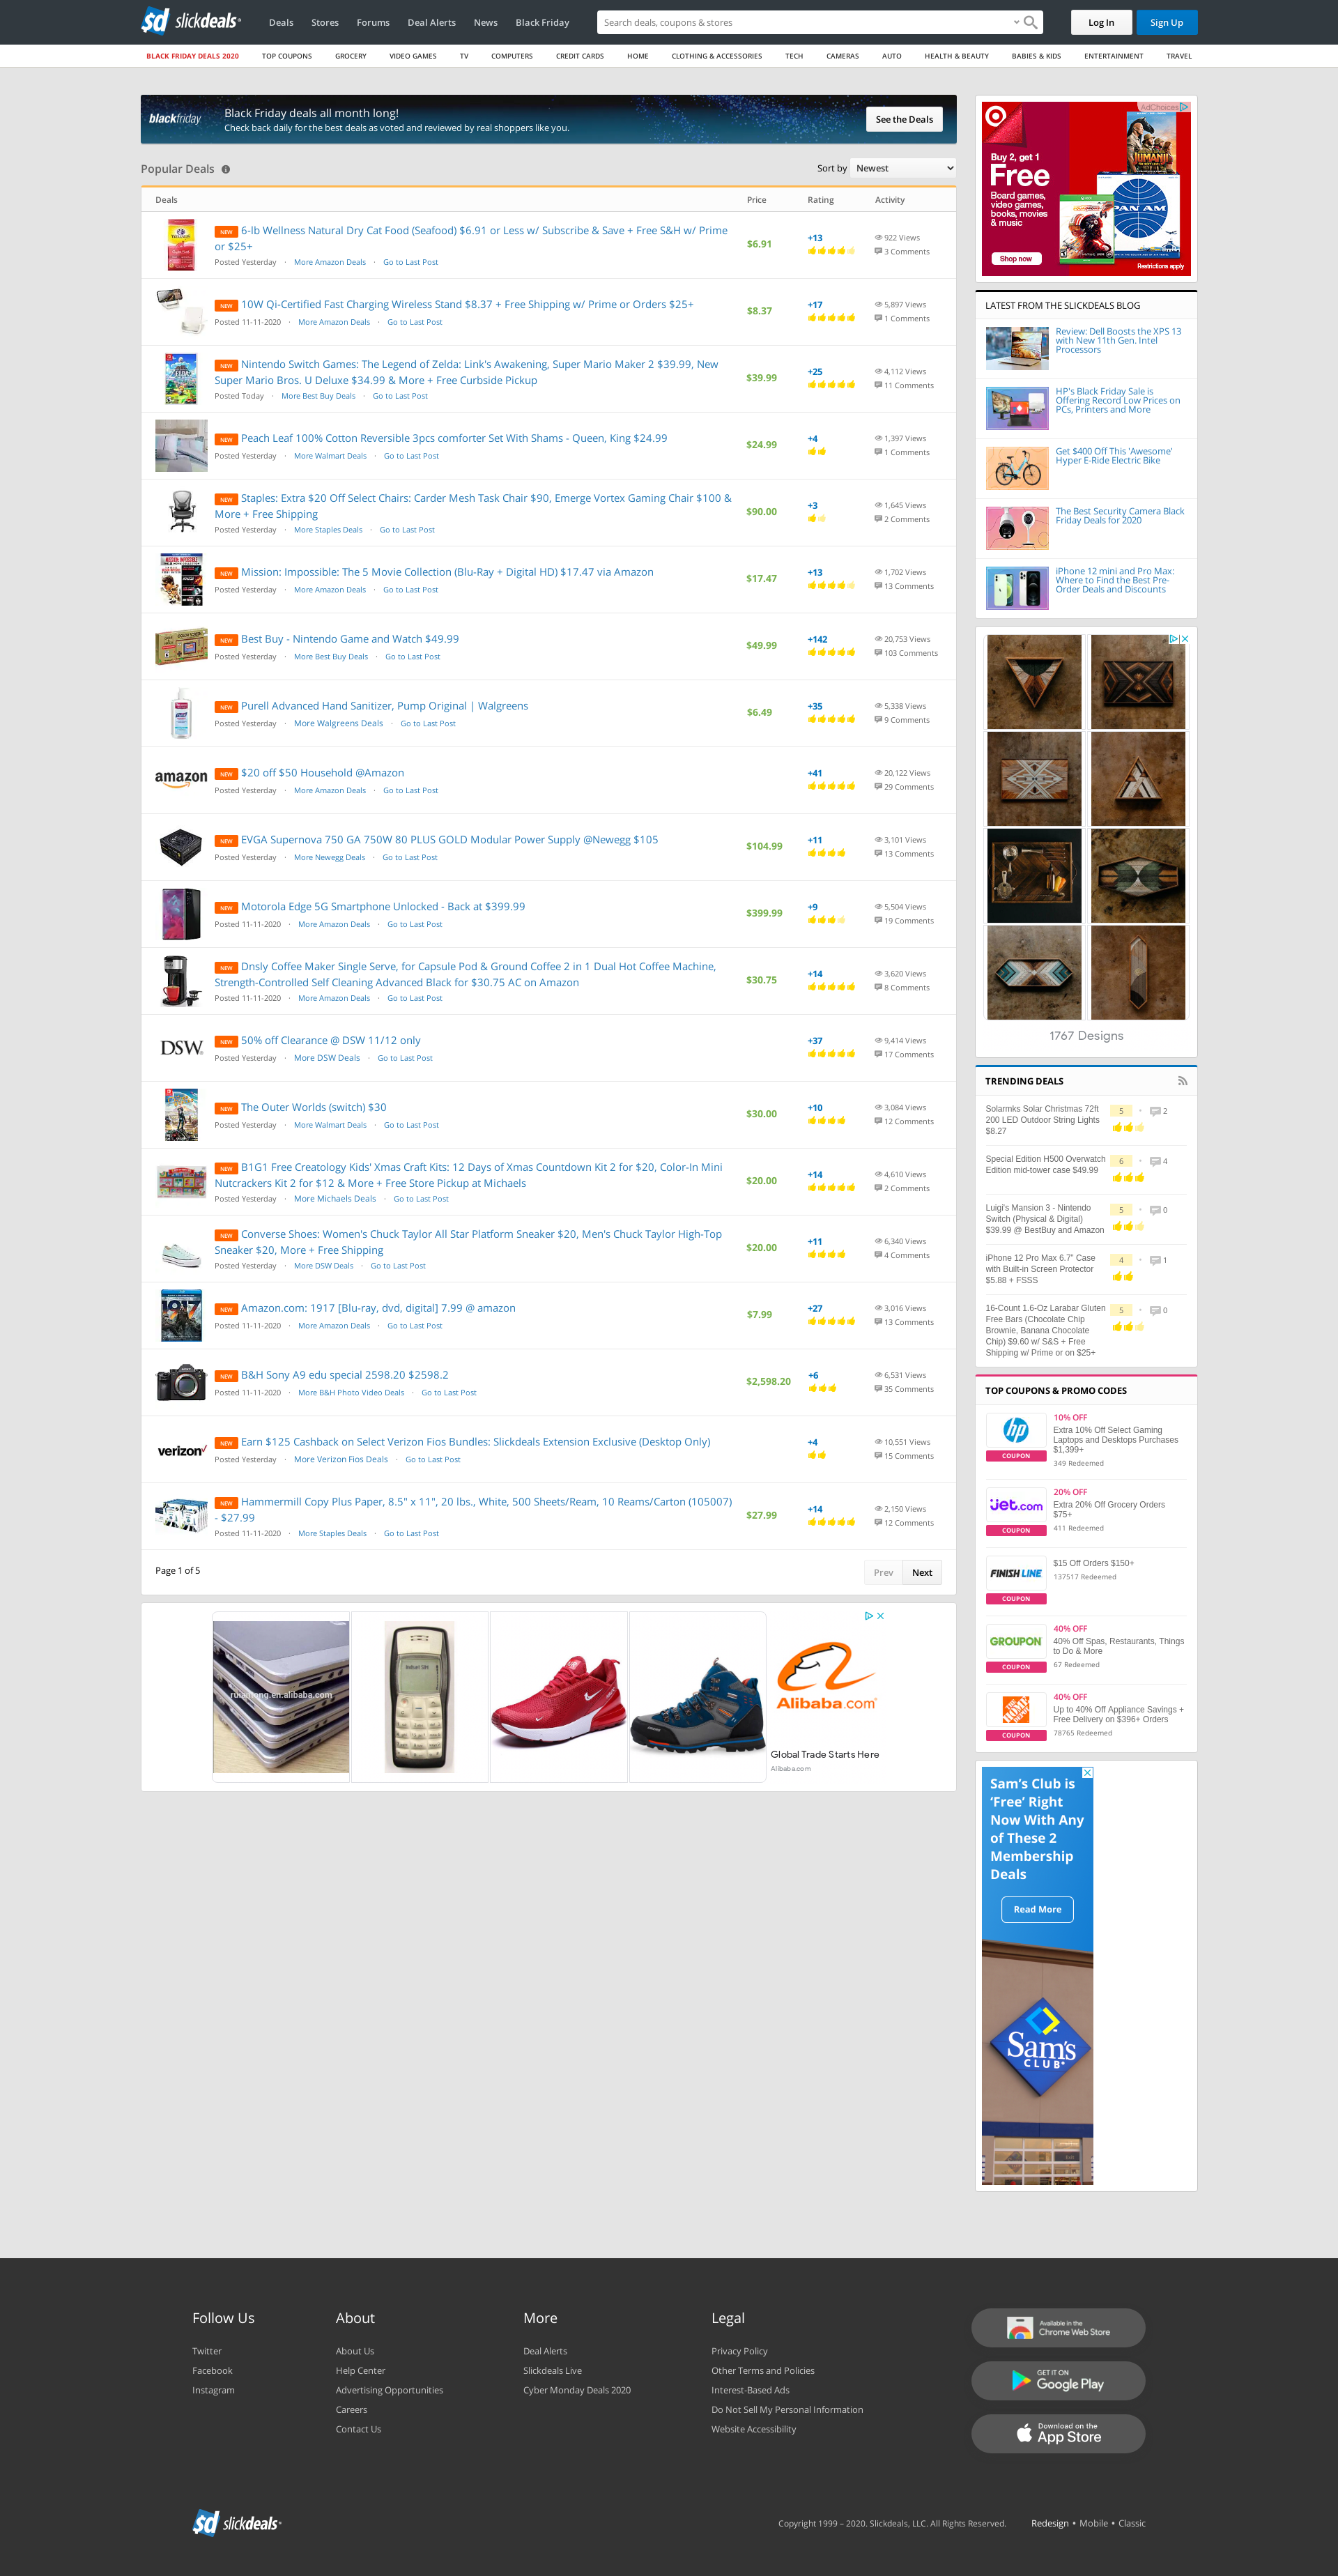 slickdeals
Deals
Stores
Forums
Deal Alerts
News
Black Friday
Search deals, coupons & stores
Log In
Sign Up
BLACK FRIDAY DEALS 2020
TOP COUPONS
GROCERY
VIDEO GAMES
TV
COMPUTERS
CREDIT CARDS
HOME
CLOTHING & ACCESSORIES
TECH
CAMERAS
AUTO
HEALTH & BEAUTY
BABIES & KIDS
ENTERTAINMENT
TRAVEL
blackfriday
Black Friday deals all month long!
Check back daily for the best deals as voted and reviewed by real shoppers like you.
See the Deals
Popular Deals
Sort by Newest
Deals Price Rating Activity
NEW 6-lb Wellness Natural Dry Cat Food (Seafood) $6.91 or Less w/ Subscribe & Save + Free S&H w/ Prime
or $25+
Posted Yesterday · More Amazon Deals · Go to Last Post
$6.91
+13
922 Views
3 Comments
NEW 10W Qi-Certified Fast Charging Wireless Stand $8.37 + Free Shipping w/ Prime or Orders $25+
Posted 11-11-2020 · More Amazon Deals · Go to Last Post
$8.37
+17
5,897 Views
1 Comments
NEW Nintendo Switch Games: The Legend of Zelda: Link's Awakening, Super Mario Maker 2 $39.99, New
Super Mario Bros. U Deluxe $34.99 & More + Free Curbside Pickup
Posted Today · More Best Buy Deals · Go to Last Post
$39.99
+25
4,112 Views
11 Comments
NEW Peach Leaf 100% Cotton Reversible 3pcs comforter Set With Shams - Queen, King $24.99
Posted Yesterday · More Walmart Deals · Go to Last Post
$24.99
+4
1,397 Views
1 Comments
NEW Staples: Extra $20 Off Select Chairs: Carder Mesh Task Chair $90, Emerge Vortex Gaming Chair $100 &
More + Free Shipping
Posted Yesterday · More Staples Deals · Go to Last Post
$90.00
+3
1,645 Views
2 Comments
NEW Mission: Impossible: The 5 Movie Collection (Blu-Ray + Digital HD) $17.47 via Amazon
Posted Yesterday · More Amazon Deals · Go to Last Post
$17.47
+13
1,702 Views
13 Comments
NEW Best Buy - Nintendo Game and Watch $49.99
Posted Yesterday · More Best Buy Deals · Go to Last Post
$49.99
+142
20,753 Views
103 Comments
NEW Purell Advanced Hand Sanitizer, Pump Original | Walgreens
Posted Yesterday · More Walgreens Deals · Go to Last Post
$6.49
+35
5,338 Views
9 Comments
amazon
NEW $20 off $50 Household @Amazon
Posted Yesterday · More Amazon Deals · Go to Last Post
+41
20,122 Views
29 Comments
NEW EVGA Supernova 750 GA 750W 80 PLUS GOLD Modular Power Supply @Newegg $105
Posted Yesterday · More Newegg Deals · Go to Last Post
$104.99
+11
3,101 Views
13 Comments
NEW Motorola Edge 5G Smartphone Unlocked - Back at $399.99
Posted 11-11-2020 · More Amazon Deals · Go to Last Post
$399.99
+9
5,504 Views
19 Comments
NEW Dnsly Coffee Maker Single Serve, for Capsule Pod & Ground Coffee 2 in 1 Dual Hot Coffee Machine,
Strength-Controlled Self Cleaning Advanced Black for $30.75 AC on Amazon
Posted 11-11-2020 · More Amazon Deals · Go to Last Post
$30.75
+14
3,620 Views
8 Comments
DSW
NEW 50% off Clearance @ DSW 11/12 only
Posted Yesterday · More DSW Deals · Go to Last Post
+37
9,414 Views
17 Comments
NEW The Outer Worlds (switch) $30
Posted Yesterday · More Walmart Deals · Go to Last Post
$30.00
+10
3,084 Views
12 Comments
NEW B1G1 Free Creatology Kids' Xmas Craft Kits: 12 Days of Xmas Countdown Kit 2 for $20, Color-In Mini
Nutcrackers Kit 2 for $12 & More + Free Store Pickup at Michaels
Posted Yesterday · More Michaels Deals · Go to Last Post
$20.00
+14
4,610 Views
2 Comments
NEW Converse Shoes: Women's Chuck Taylor All Star Platform Sneaker $20, Men's Chuck Taylor High-Top
Sneaker $20, More + Free Shipping
Posted Yesterday · More DSW Deals · Go to Last Post
$20.00
+11
6,340 Views
4 Comments
1917
NEW Amazon.com: 1917 [Blu-ray, dvd, digital] 7.99 @ amazon
Posted 11-11-2020 · More Amazon Deals · Go to Last Post
$7.99
+27
3,016 Views
13 Comments
NEW B&H Sony A9 edu special 2598.20 $2598.2
Posted 11-11-2020 · More B&H Photo Video Deals · Go to Last Post
$2,598.20
+6
6,531 Views
35 Comments
verizon
NEW Earn $125 Cashback on Select Verizon Fios Bundles: Slickdeals Extension Exclusive (Desktop Only)
Posted Yesterday · More Verizon Fios Deals · Go to Last Post
+4
10,551 Views
15 Comments
NEW Hammermill Copy Plus Paper, 8.5" x 11", 20 lbs., White, 500 Sheets/Ream, 10 Reams/Carton (105007)
- $27.99
Posted 11-11-2020 · More Staples Deals · Go to Last Post
$27.99
+14
2,150 Views
12 Comments
Page 1 of 5
Prev
Next
Alibaba.com
Global Trade Starts Here
Alibaba.com
AdChoices
Buy 2, get 1
Free
Board games,
video games,
books, movies
& music
Shop now
JUMANJI
PAN AM
Restrictions apply
LATEST FROM THE SLICKDEALS BLOG
Review: Dell Boosts the XPS 13
with New 11th Gen. Intel
Processors
HP's Black Friday Sale is
Offering Record Low Prices on
PCs, Printers and More
Get $400 Off This 'Awesome'
Hyper E-Ride Electric Bike
The Best Security Camera Black
Friday Deals for 2020
iPhone 12 mini and Pro Max:
Where to Find the Best Pre-
Order Deals and Discounts
1767 Designs
TRENDING DEALS
Solarmks Solar Christmas 72ft
200 LED Outdoor String Lights
$8.27
5 • 2
Special Edition H500 Overwatch
Edition mid-tower case $49.99
6 • 4
Luigi's Mansion 3 - Nintendo
Switch (Physical & Digital)
$39.99 @ BestBuy and Amazon
5 • 0
iPhone 12 Pro Max 6.7" Case
with Built-in Screen Protector
$5.88 + FSSS
4 • 1
16-Count 1.6-Oz Larabar Gluten
Free Bars (Chocolate Chip
Brownie, Banana Chocolate
Chip) $9.60 w/ S&S + Free
Shipping w/ Prime or on $25+
5 • 0
TOP COUPONS & PROMO CODES
hp
COUPON
10% OFF
Extra 10% Off Select Gaming
Laptops and Desktops Purchases
$1,399+
349 Redeemed
jet.com
COUPON
20% OFF
Extra 20% Off Grocery Orders
$75+
411 Redeemed
FINISH LINE
COUPON
$15 Off Orders $150+
137517 Redeemed
GROUPON
COUPON
40% OFF
40% Off Spas, Restaurants, Things
to Do & More
67 Redeemed
COUPON
40% OFF
Up to 40% Off Appliance Savings +
Free Delivery on $396+ Orders
78765 Redeemed
Sam's Club is
'Free' Right
Now With Any
of These 2
Membership
Deals
Read More
Sam's
CLUB
Follow Us
Twitter
Facebook
Instagram
About
About Us
Help Center
Advertising Opportunities
Careers
Contact Us
More
Deal Alerts
Slickdeals Live
Cyber Monday Deals 2020
Legal
Privacy Policy
Other Terms and Policies
Interest-Based Ads
Do Not Sell My Personal Information
Website Accessibility
Available in the
Chrome Web Store
GET IT ON
Google Play
Download on the
App Store
slickdeals
Copyright 1999 – 2020. Slickdeals, LLC. All Rights Reserved.
Redesign • Mobile • Classic